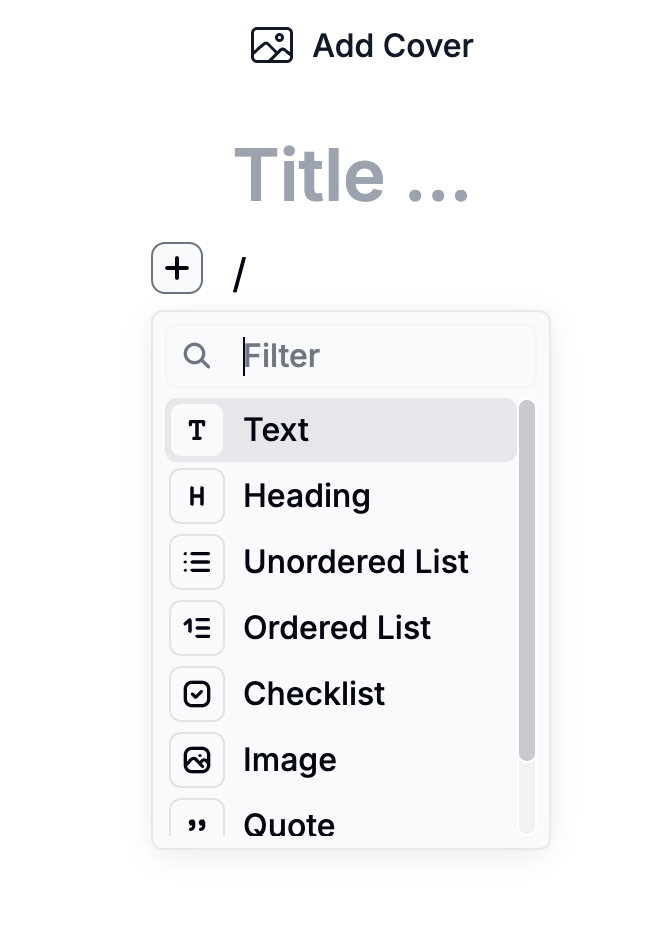 Add Cover
Title ...
/
Filter
Text
Heading
Unordered List
Ordered List
Checklist
Image
Quote